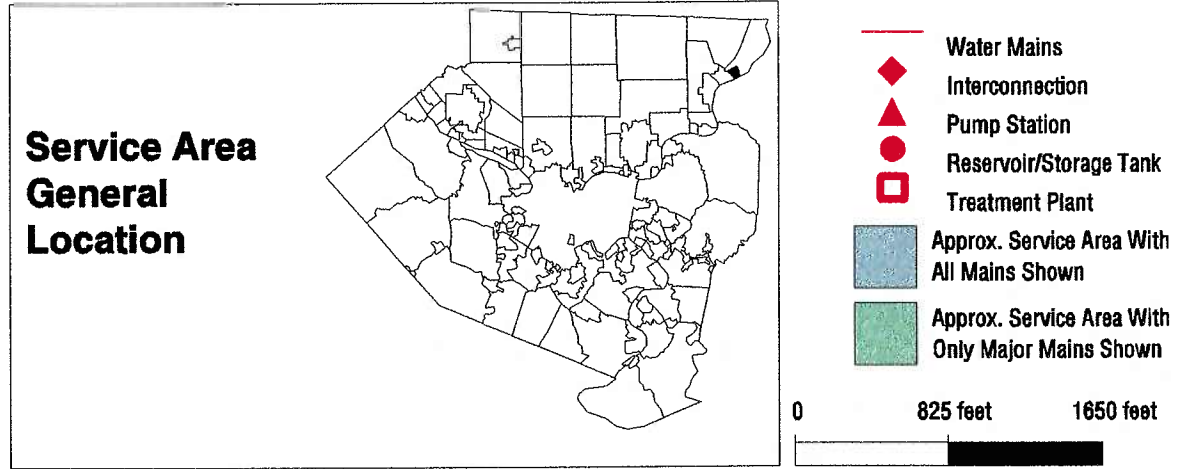 Service Area
General
Location
Water Mains
Interconnection
Pump Station
Reservoir/Storage Tank
Treatment Plant
Approx. Service Area With
All Mains Shown
Approx. Service Area With
Only Major Mains Shown
0 825 feet 1650 feet